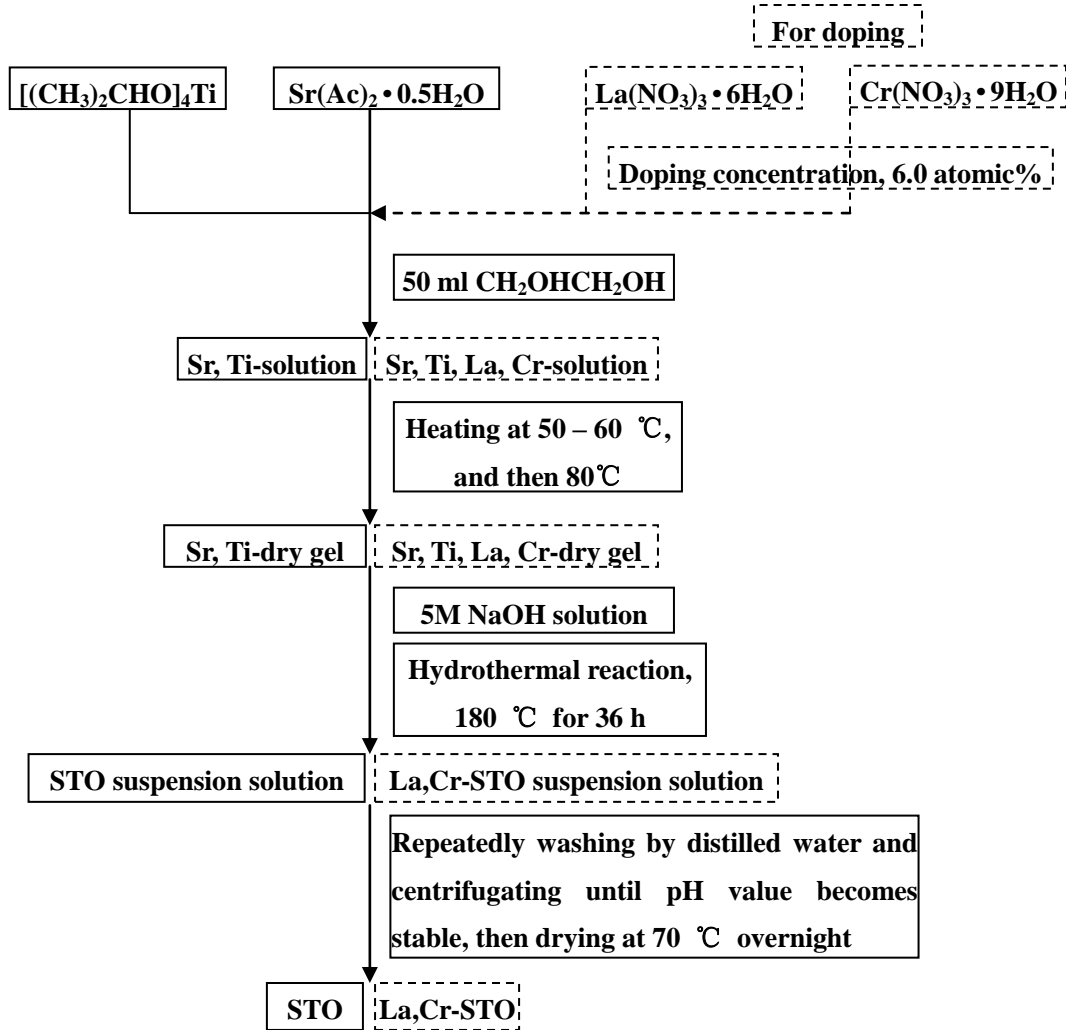 For doping
[(CH₃)₂CHO]₄Ti
Sr(Ac)₂•0.5H₂O
La(NO₃)₃•6H₂O
Cr(NO₃)₃•9H₂O
Doping concentration, 6.0 atomic%
50 ml CH₂OHCH₂OH
Sr, Ti-solution
Sr, Ti, La, Cr-solution
Heating at 50 – 60 ℃,
and then 80℃
Sr, Ti-dry gel
Sr, Ti, La, Cr-dry gel
5M NaOH solution
Hydrothermal reaction,
180 ℃ for 36 h
STO suspension solution
La,Cr-STO suspension solution
Repeatedly washing by distilled water and
centrifugating until pH value becomes
stable, then drying at 70 ℃ overnight
STO
La,Cr-STO